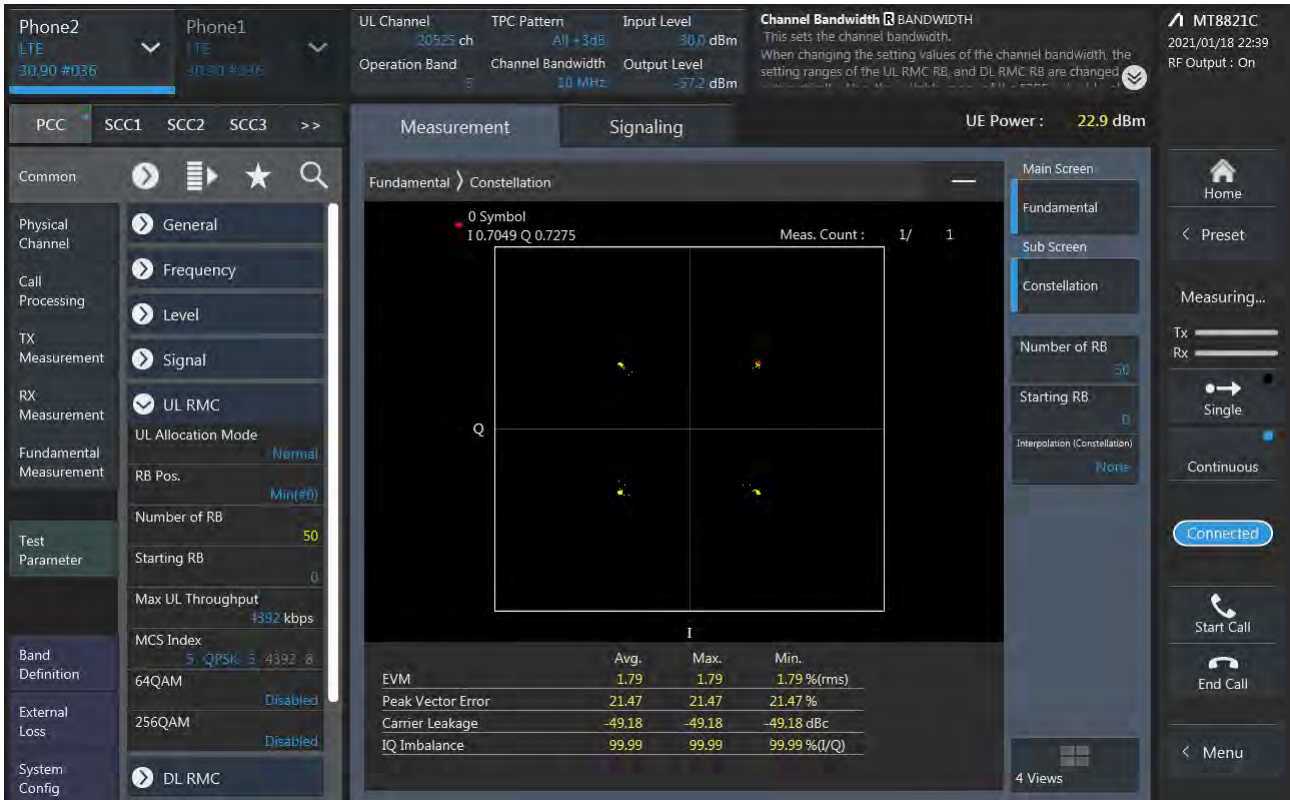 Phone2
LTE
30.90 #036
Phone1
LTE
UL Channel
20525 ch
TPC Pattern
All +3dB
Input Level
30.0 dBm
Operation Band
5
Channel Bandwidth
10 MHz
Output Level
-57.2 dBm
Channel Bandwidth R BANDWIDTH
This sets the channel bandwidth.
When changing the setting values of the channel bandwidth, the
setting ranges of the UL RMC RB, and DL RMC RB are changed
MT8821C
2021/01/18 22:39
RF Output : On
PCC SCC1 SCC2 SCC3 >>
Measurement
Signaling
UE Power : 22.9 dBm
Common
Physical
Channel
Call
Processing
TX
Measurement
RX
Measurement
Fundamental
Measurement
Test
Parameter
Band
Definition
External
Loss
System
Config
General
Frequency
Level
Signal
UL RMC
UL Allocation Mode
Normal
RB Pos.
Min(#0)
Number of RB
50
Starting RB
0
Max UL Throughput
4392 kbps
MCS Index
5 QPSK 5 4392 8
64QAM
Disabled
256QAM
Disabled
DL RMC
Fundamental 〉 Constellation
0 Symbol
I 0.7049 Q 0.7275
Meas. Count : 1/ 1
Q
I
Avg. Max. Min.
EVM 1.79 1.79 1.79 %(rms)
Peak Vector Error 21.47 21.47 21.47 %
Carrier Leakage -49.18 -49.18 -49.18 dBc
IQ Imbalance 99.99 99.99 99.99 %(I/Q)
Main Screen
Fundamental
Sub Screen
Constellation
Number of RB
50
Starting RB
0
Interpolation (Constellation)
None
4 Views
Home
< Preset
Measuring...
Tx
Rx
Single
Continuous
Connected
Start Call
End Call
< Menu